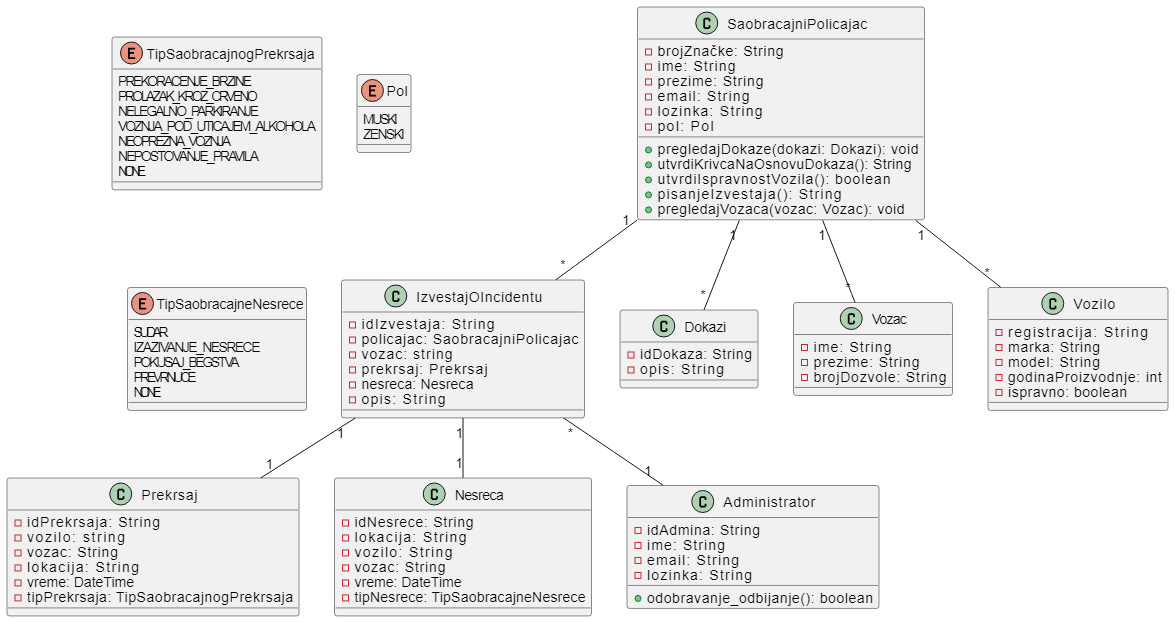 E TipSaobracajnogPrekrsaja
PREKORACENJE_BRZINE
PROLAZAK_KROZ_CRVENO
NELEGALNO_PARKIRANJE
VOZNJA_POD_UTICAJEM_ALKOHOLA
NEOPREZNA_VOZNJA
NEPOSTOVANJE_PRAVILA
NONE
E Pol
MUSKI
ZENSKI
C SaobracajniPolicajac
brojZnačke: String
ime: String
prezime: String
email: String
lozinka: String
pol: Pol
pregledajDokaze(dokazi: Dokazi): void
utvrdiKrivcaNaOsnovuDokaza(): String
utvrdiIspravnostVozila(): boolean
pisanjeIzvestaja(): String
pregledajVozaca(vozac: Vozac): void
1
1
1
1
*
*
*
*
E TipSaobracajneNesrece
SUDAR
IZAZIVANJE_NESRECE
POKUSAJ_BEGSTVA
PREVRNUĆE
NONE
C IzvestajOIncidentu
idIzvestaja: String
policajac: SaobracajniPolicajac
vozac: string
prekrsaj: Prekrsaj
nesreca: Nesreca
opis: String
C Dokazi
idDokaza: String
opis: String
C Vozac
ime: String
prezime: String
brojDozvole: String
C Vozilo
registracija: String
marka: String
model: String
godinaProizvodnje: int
ispravno: boolean
1
1
*
1
1
1
C Prekrsaj
idPrekrsaja: String
vozilo: string
vozac: String
lokacija: String
vreme: DateTime
tipPrekrsaja: TipSaobracajnogPrekrsaja
C Nesreca
idNesrece: String
lokacija: String
vozilo: String
vozac: String
vreme: DateTime
tipNesrece: TipSaobracajneNesrece
C Administrator
idAdmina: String
ime: String
email: String
lozinka: String
odobravanje_odbijanje(): boolean